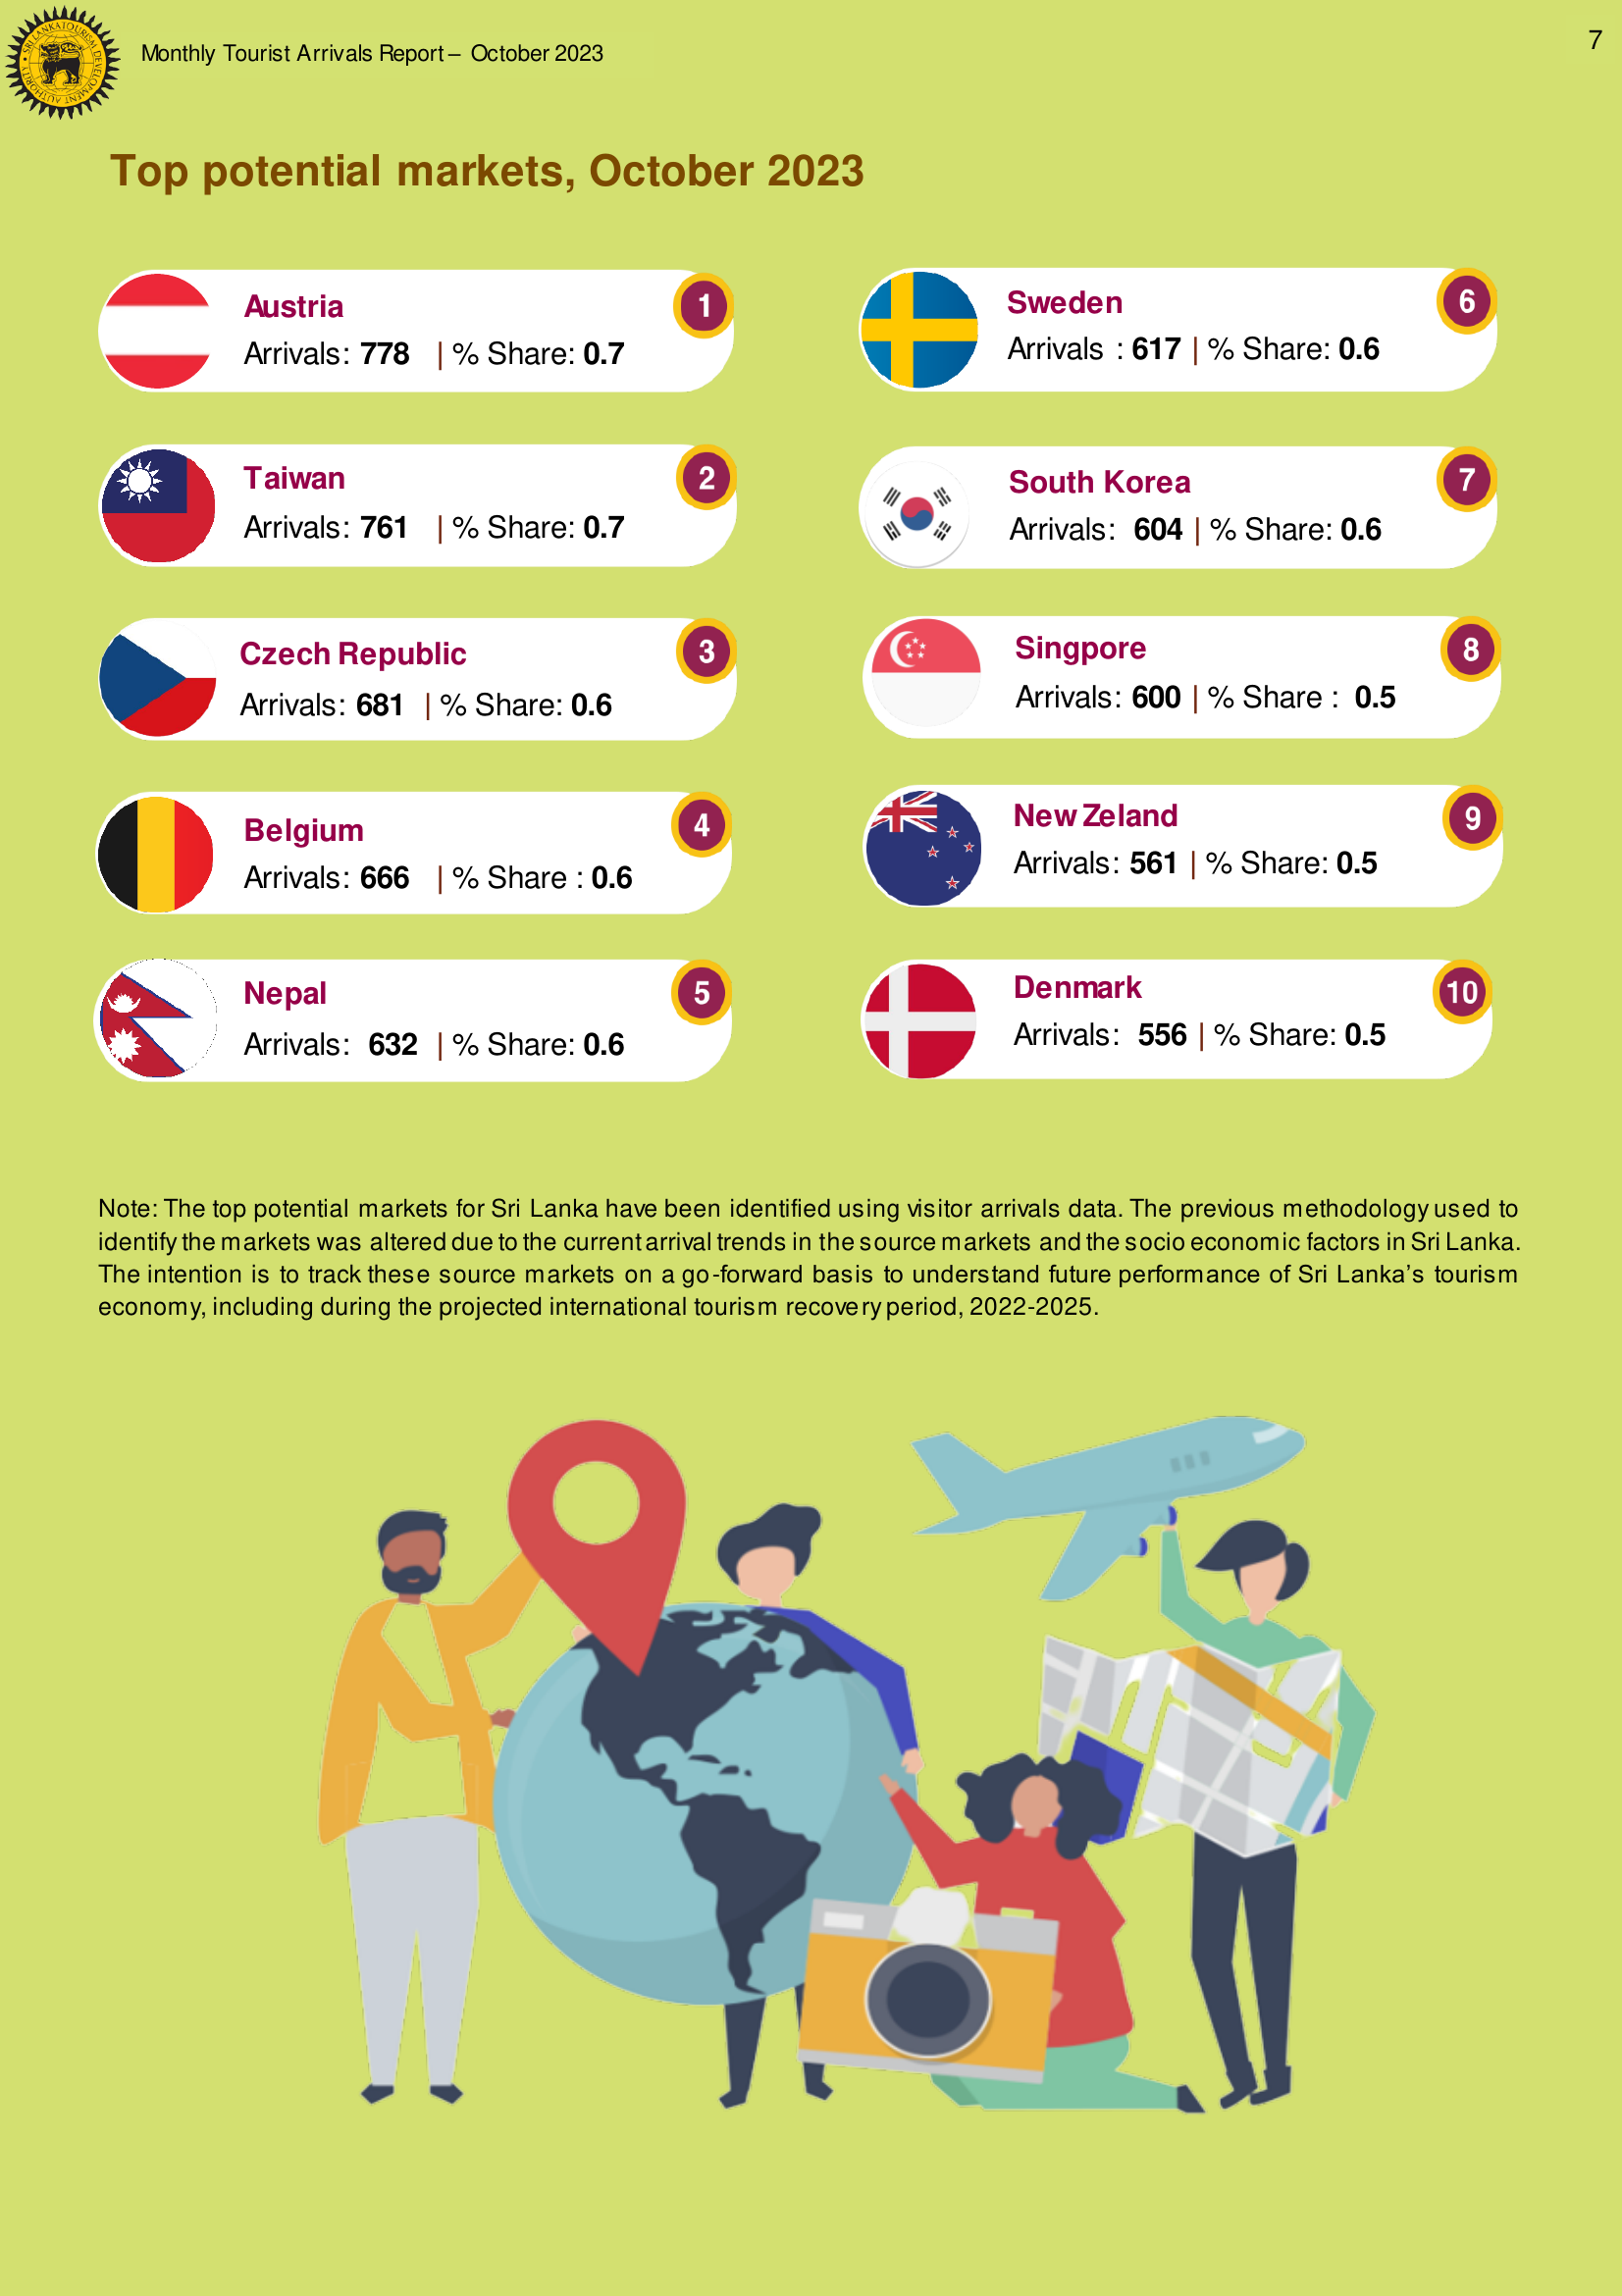 SRI LANKA TOURISM DEVELOPMENT AUTHORITY
Monthly Tourist Arrivals Report – October 2023
7
Top potential markets, October 2023
Austria
1
Arrivals: 778 | % Share: 0.7
Taiwan
2
Arrivals: 761 | % Share: 0.7
Czech Republic
3
Arrivals: 681 | % Share: 0.6
Belgium
4
Arrivals: 666 | % Share : 0.6
Nepal
5
Arrivals: 632 | % Share: 0.6
Sweden
6
Arrivals : 617 | % Share: 0.6
South Korea
7
Arrivals: 604 | % Share: 0.6
Singpore
8
Arrivals: 600 | % Share : 0.5
New Zeland
9
Arrivals: 561 | % Share: 0.5
Denmark
10
Arrivals: 556 | % Share: 0.5
Note: The top potential markets for Sri Lanka have been identified using visitor arrivals data. The previous methodology used to
identify the markets was altered due to the current arrival trends in the source markets and the socio economic factors in Sri Lanka.
The intention is to track these source markets on a go-forward basis to understand future performance of Sri Lanka’s tourism
economy, including during the projected international tourism recovery period, 2022-2025.